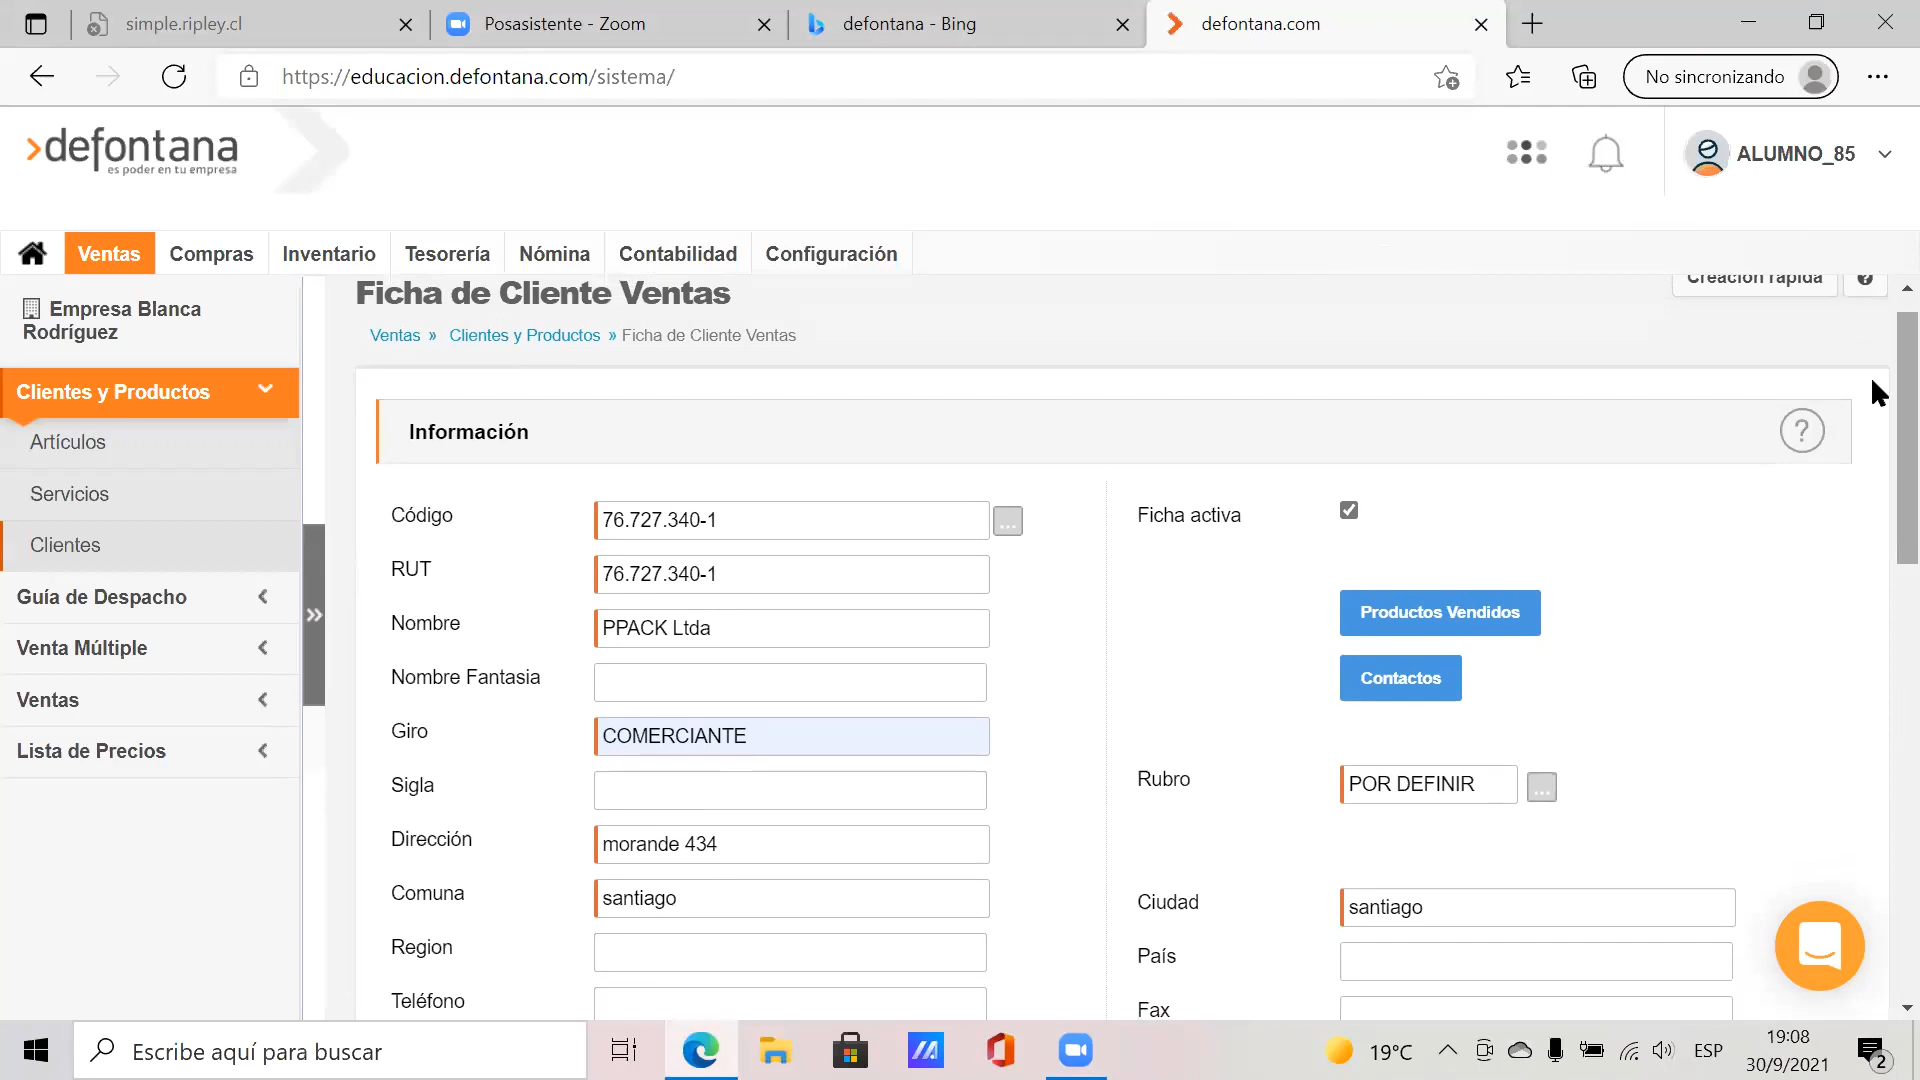 simple.ripley.cl
Posasistente - Zoom
defontana - Bing
defontana.com
https://educacion.defontana.com/sistema/
No sincronizando
defontana
es poder en tu empresa
ALUMNO_85
Ventas
Compras
Inventario
Tesorería
Nómina
Contabilidad
Configuración
Empresa Blanca
Rodríguez
Clientes y Productos
Artículos
Servicios
Clientes
Guía de Despacho
Venta Múltiple
Ventas
Lista de Precios
Ficha de Cliente Ventas
Creación rápida
?
Ventas » Clientes y Productos » Ficha de Cliente Ventas
Información
?
Código
76.727.340-1
...
RUT
76.727.340-1
Nombre
PPACK Ltda
Nombre Fantasia
Giro
COMERCIANTE
Sigla
Dirección
morande 434
Comuna
santiago
Region
Teléfono
Ficha activa
Productos Vendidos
Contactos
Rubro
POR DEFINIR
...
Ciudad
santiago
País
Fax
Escribe aquí para buscar
19°C
ESP
19:08
30/9/2021
2